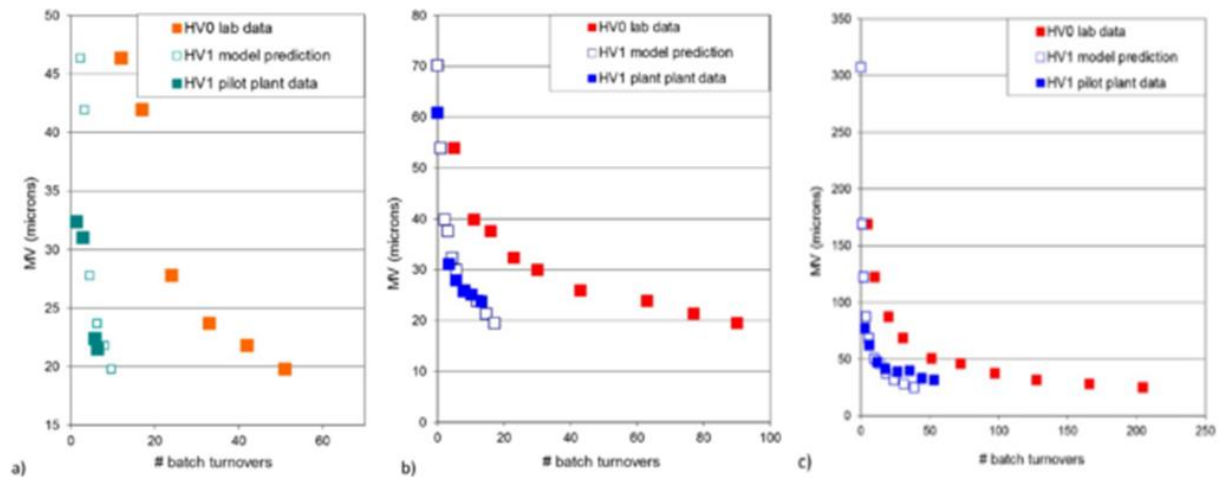 50
45
40
35
30
25
20
15
MV (microns)
0
20
40
60
# batch turnovers
HV0 lab data
HV1 model prediction
HV1 pilot plant data
a)
80
70
60
50
40
30
20
10
0
MV (microns)
0
20
40
60
80
100
# batch turnovers
HV0 lab data
HV1 model prediction
HV1 plant plant data
b)
350
300
250
200
150
100
50
0
MV (microns)
0
50
100
150
200
250
# batch turnovers
HV0 lab data
HV1 model prediction
HV1 pilot plant data
c)